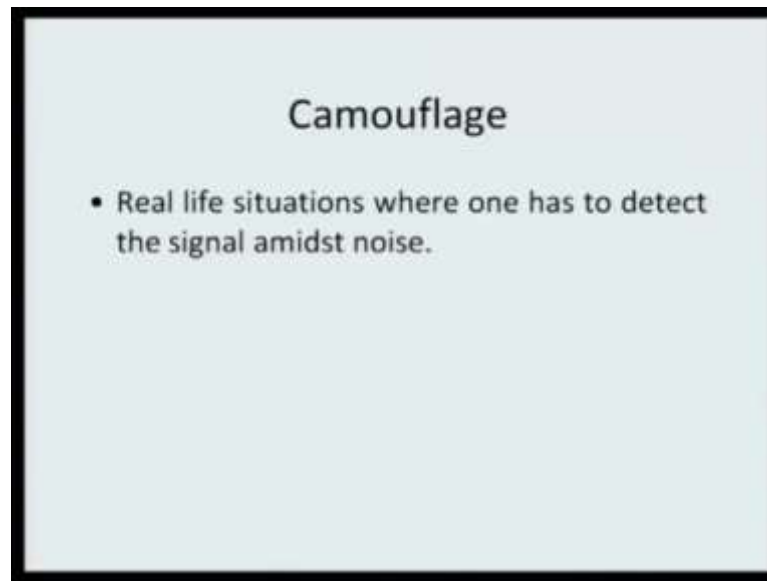 Camouflage
• Real life situations where one has to detect
the signal amidst noise.